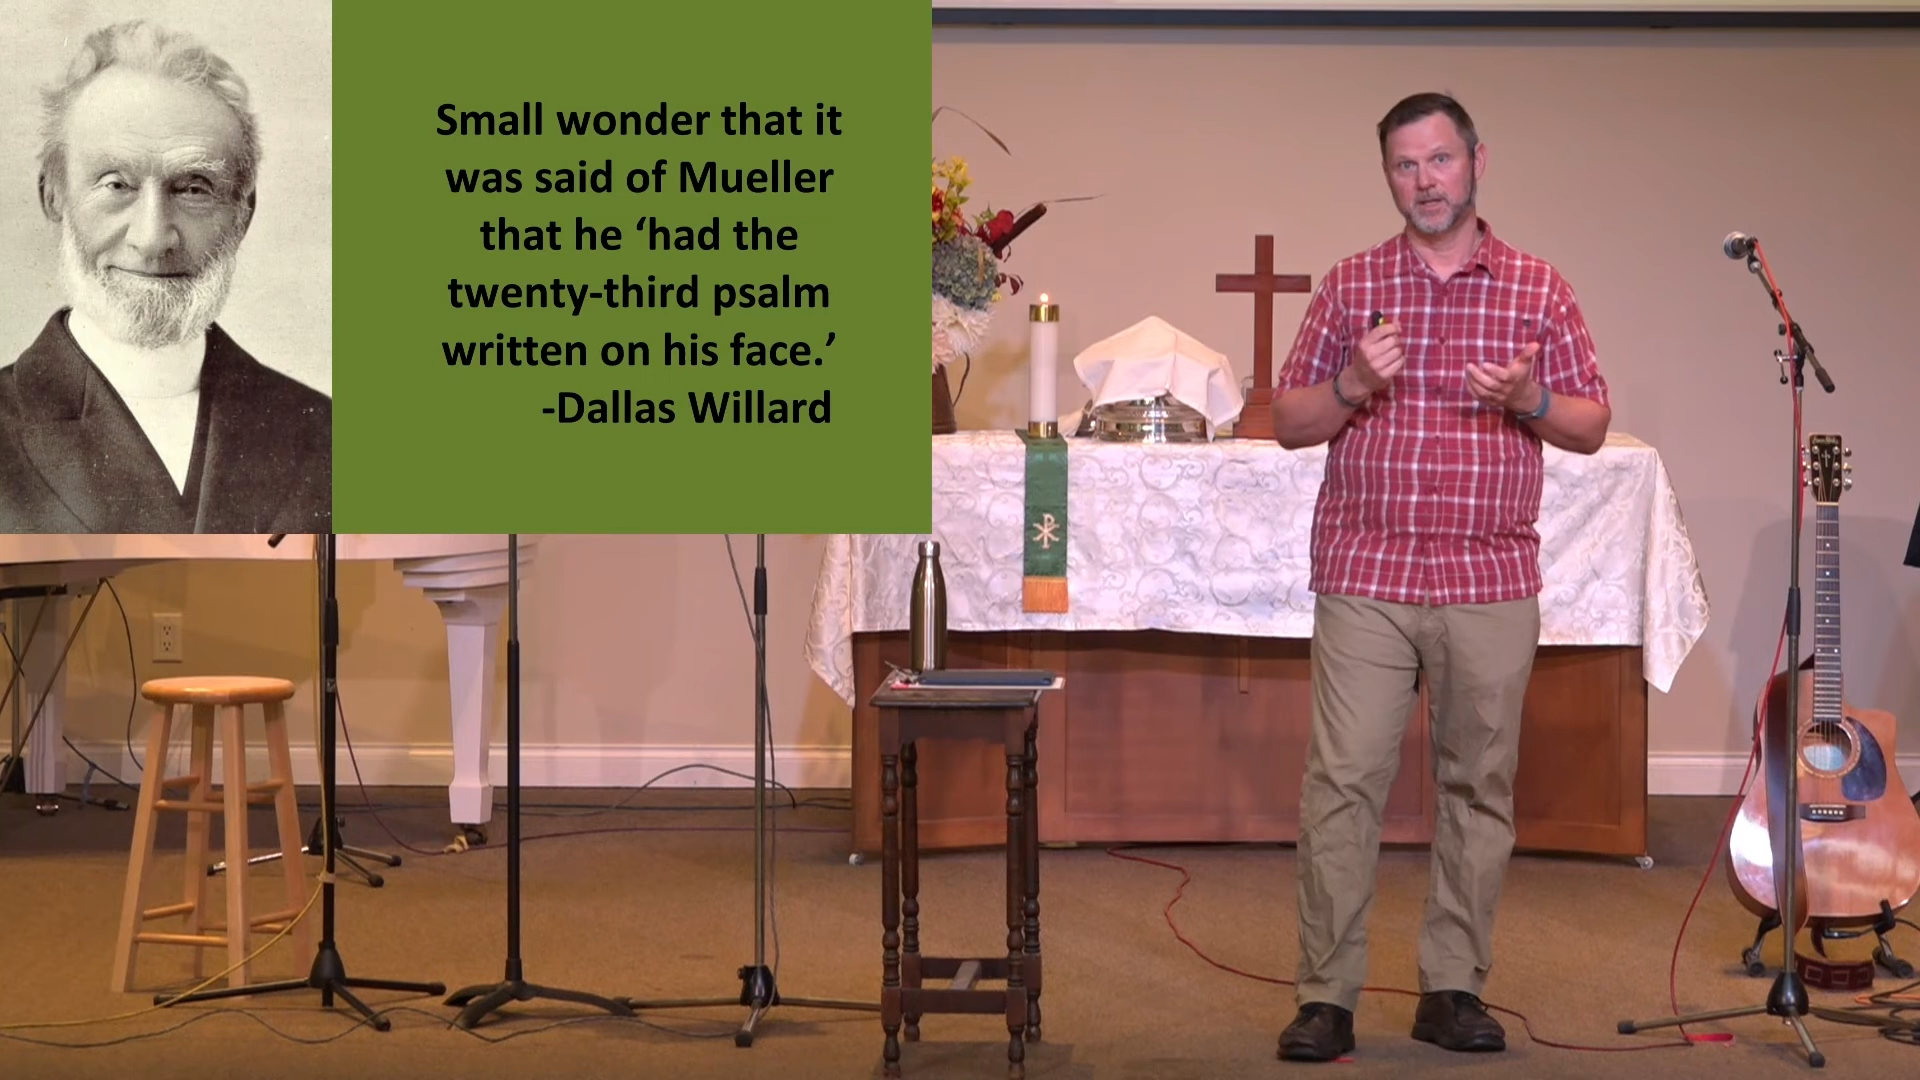 Small wonder that it
was said of Mueller
that he ‘had the
twenty-third psalm
written on his face.’
-Dallas Willard